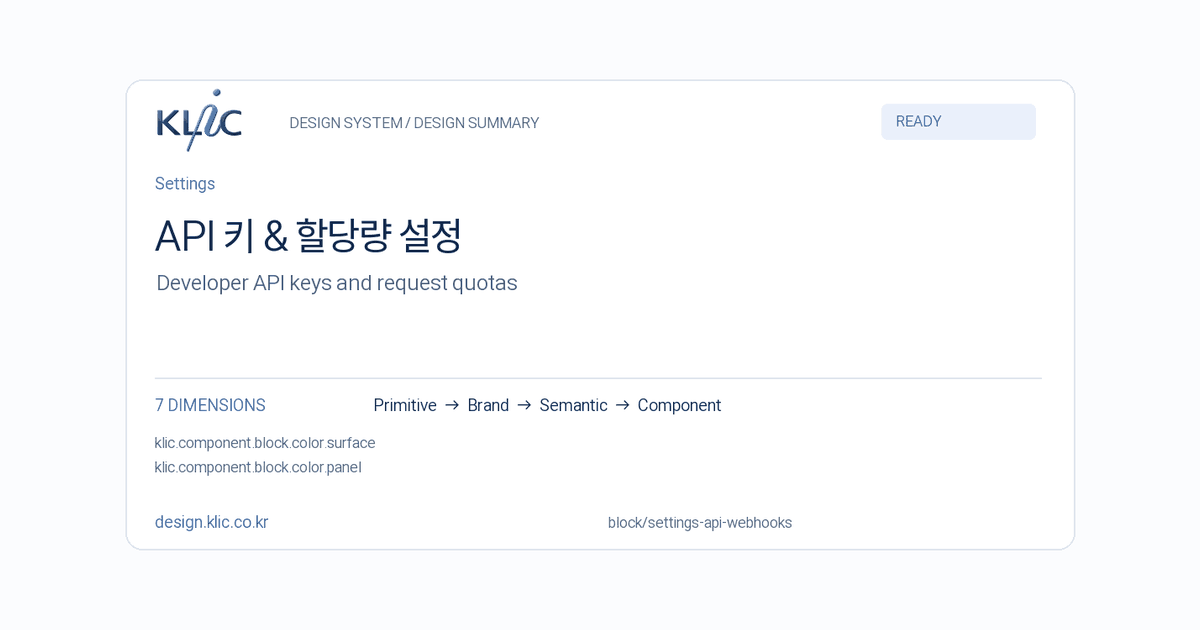 KLiC
DESIGN SYSTEM / DESIGN SUMMARY
READY
Settings
API 키 & 할당량 설정
Developer API keys and request quotas
7 DIMENSIONS
Primitive → Brand → Semantic → Component
klic.component.block.color.surface
klic.component.block.color.panel
design.klic.co.kr
block/settings-api-webhooks